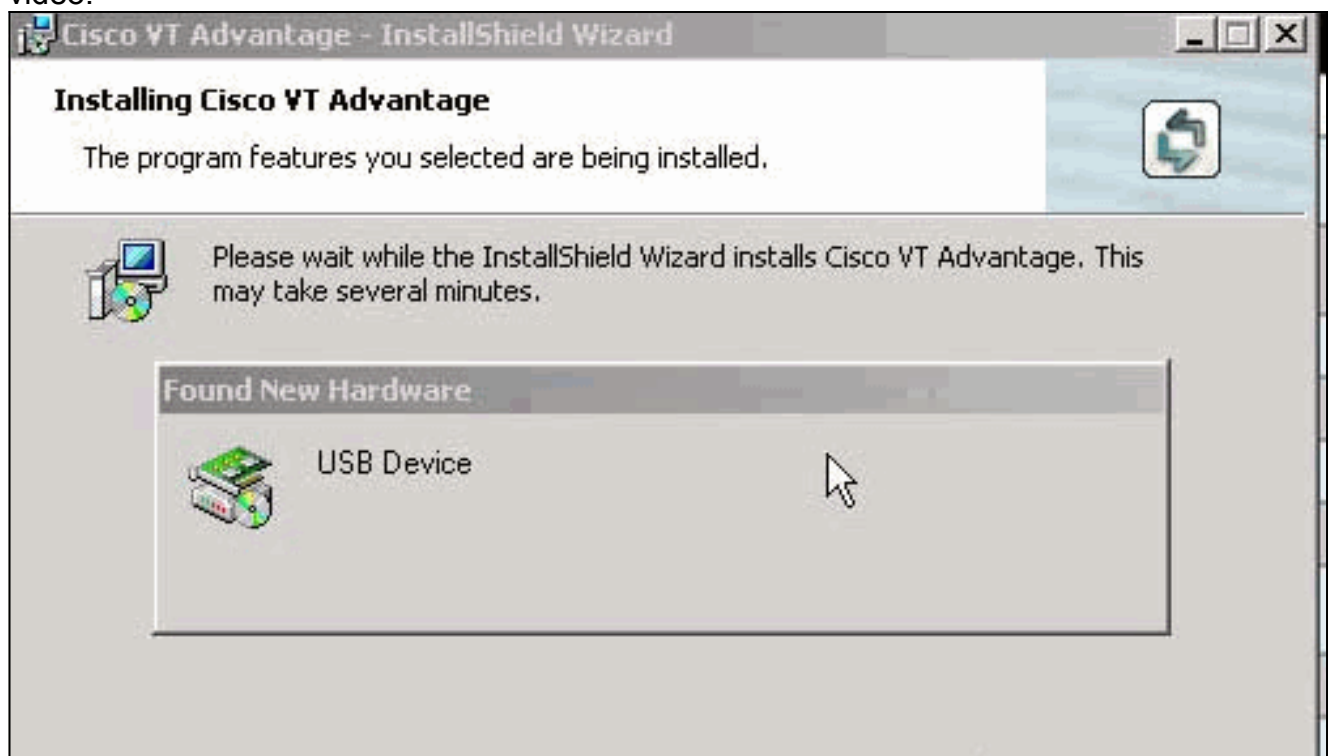 video.
Cisco VT Advantage - InstallShield Wizard
Installing Cisco VT Advantage
The program features you selected are being installed.
Please wait while the InstallShield Wizard installs Cisco VT Advantage. This
may take several minutes.
Found New Hardware
USB Device